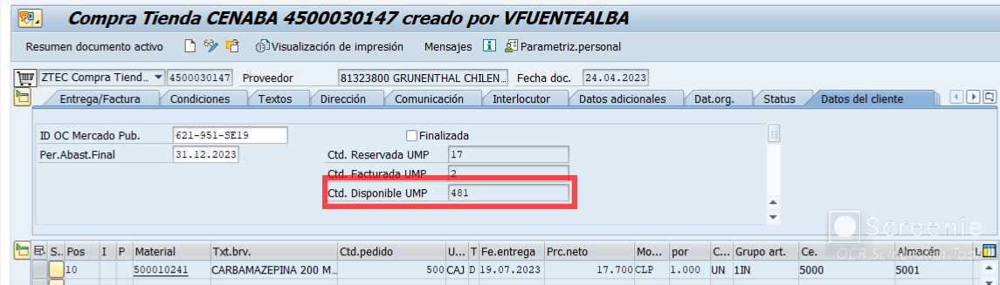 Compra Tienda CENABA 4500030147 creado por VFUENTEALBA
Resumen documento activo Visualización de impresión Mensajes Parametriz.personal
ZTEC Compra Tiend... 4500030147 Proveedor 81323800 GRUNENTHAL CHILEN... Fecha doc. 24.04.2023
Entrega/Factura Condiciones Textos Dirección Comunicación Interlocutor Datos adicionales Dat.org. Status Datos del cliente
ID OC Mercado Pub. 621-951-SE19 Finalizada
Per.Abast.Final 31.12.2023 Ctd. Reservada UMP 17
Ctd. Facturada UMP 2
Ctd. Disponible UMP 481
Screenie
S.. Pos I P Material Txt.brv. Ctd.pedido U... T Fe.entrega Prc.neto Mo... por C... Grupo art. Ce. Almacén
10 500010241 CARBAMAZEPINA 200 M... 500 CAJ D 19.07.2023 17.700 CLP 1.000 UN 1IN 5000 5001